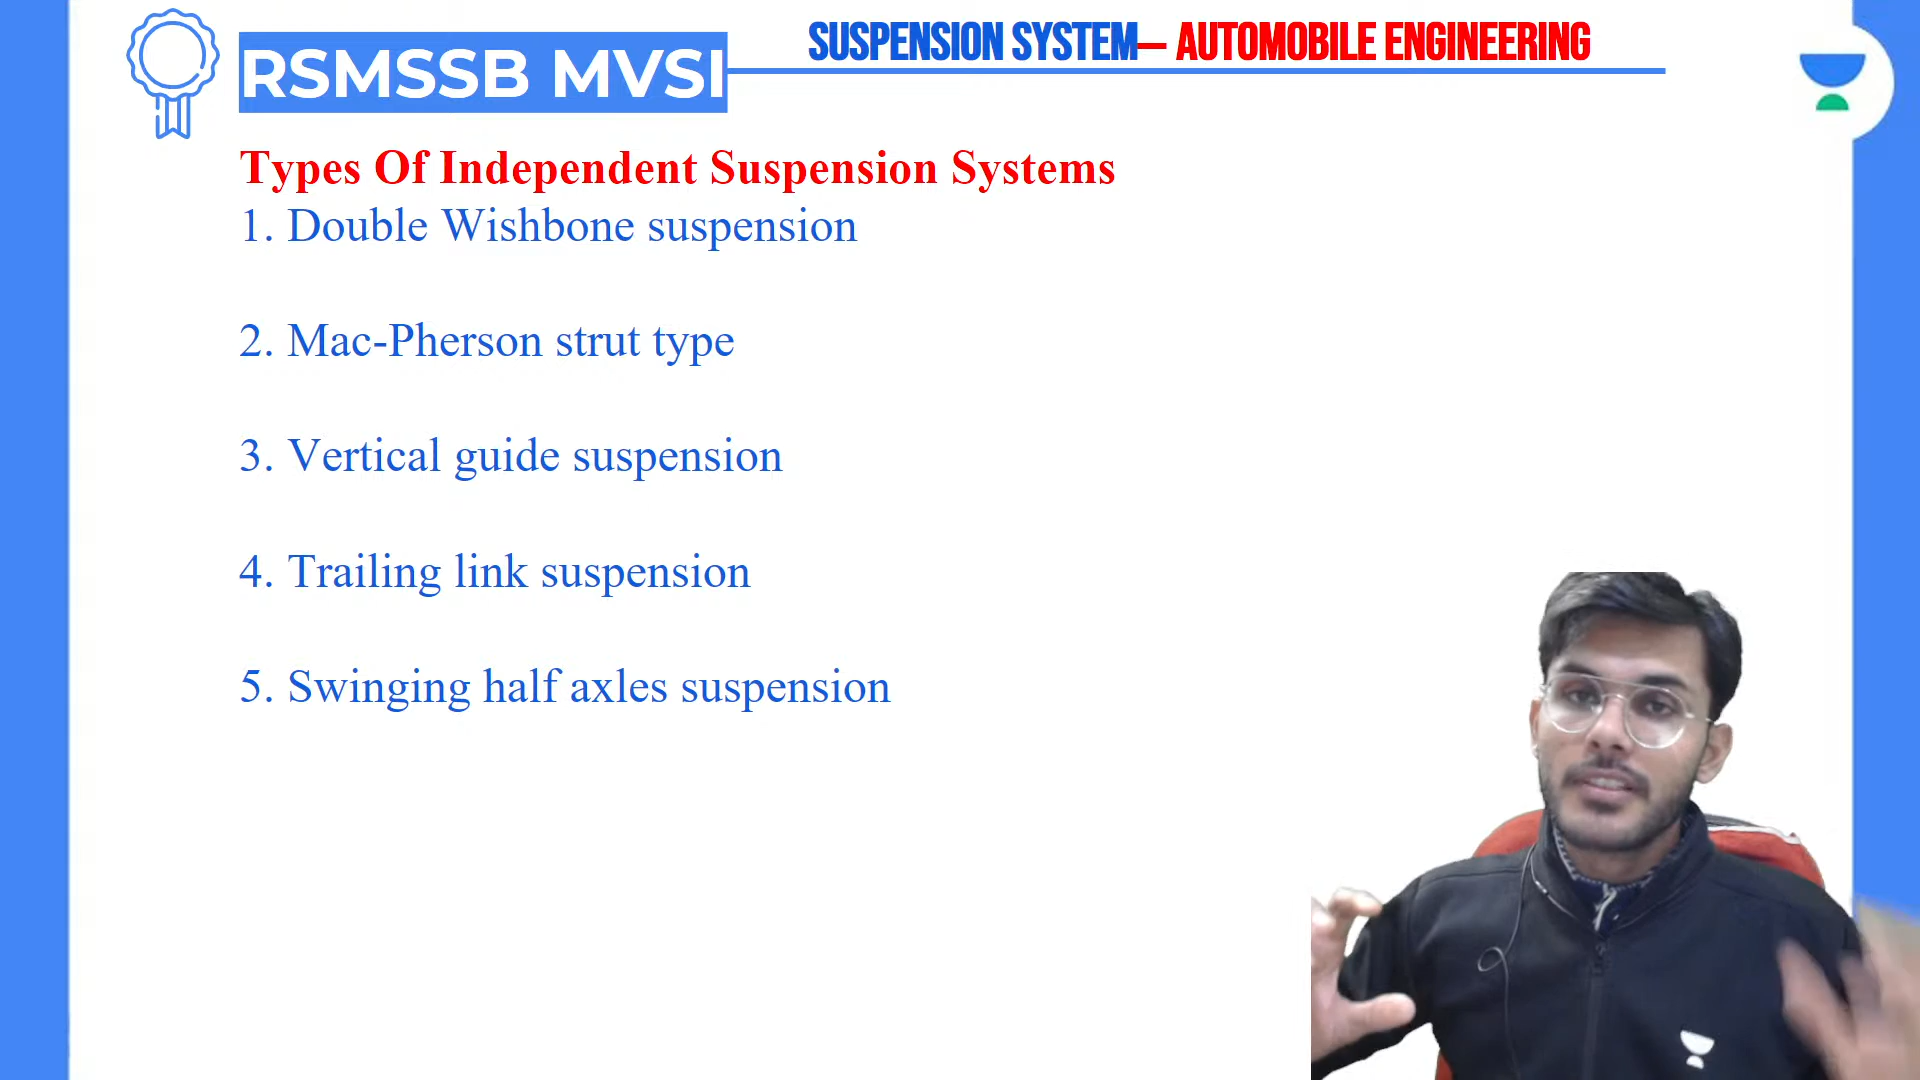 RSMSSB MVSI
SUSPENSION SYSTEM– AUTOMOBILE ENGINEERING
Types Of Independent Suspension Systems
1. Double Wishbone suspension
2. Mac-Pherson strut type
3. Vertical guide suspension
4. Trailing link suspension
5. Swinging half axles suspension